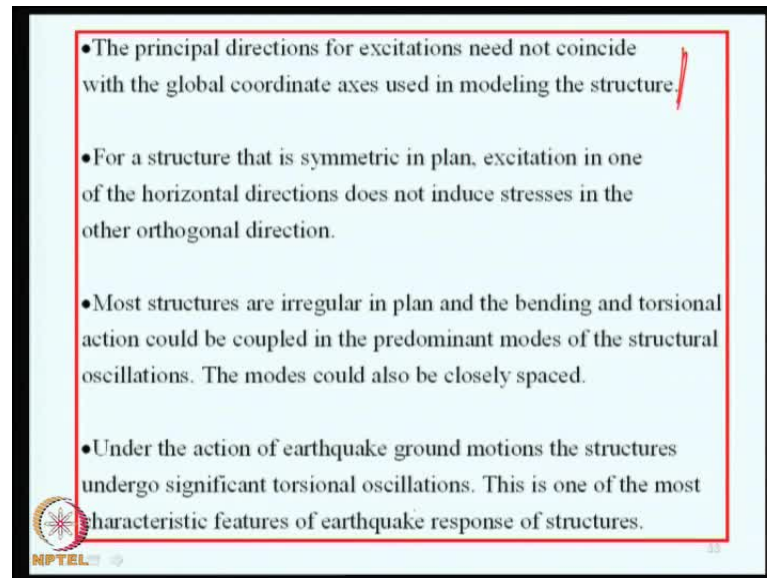 •The principal directions for excitations need not coincide
with the global coordinate axes used in modeling the structure.
•For a structure that is symmetric in plan, excitation in one
of the horizontal directions does not induce stresses in the
other orthogonal direction.
•Most structures are irregular in plan and the bending and torsional
action could be coupled in the predominant modes of the structural
oscillations. The modes could also be closely spaced.
•Under the action of earthquake ground motions the structures
undergo significant torsional oscillations. This is one of the most
characteristic features of earthquake response of structures.
NPTEL
33